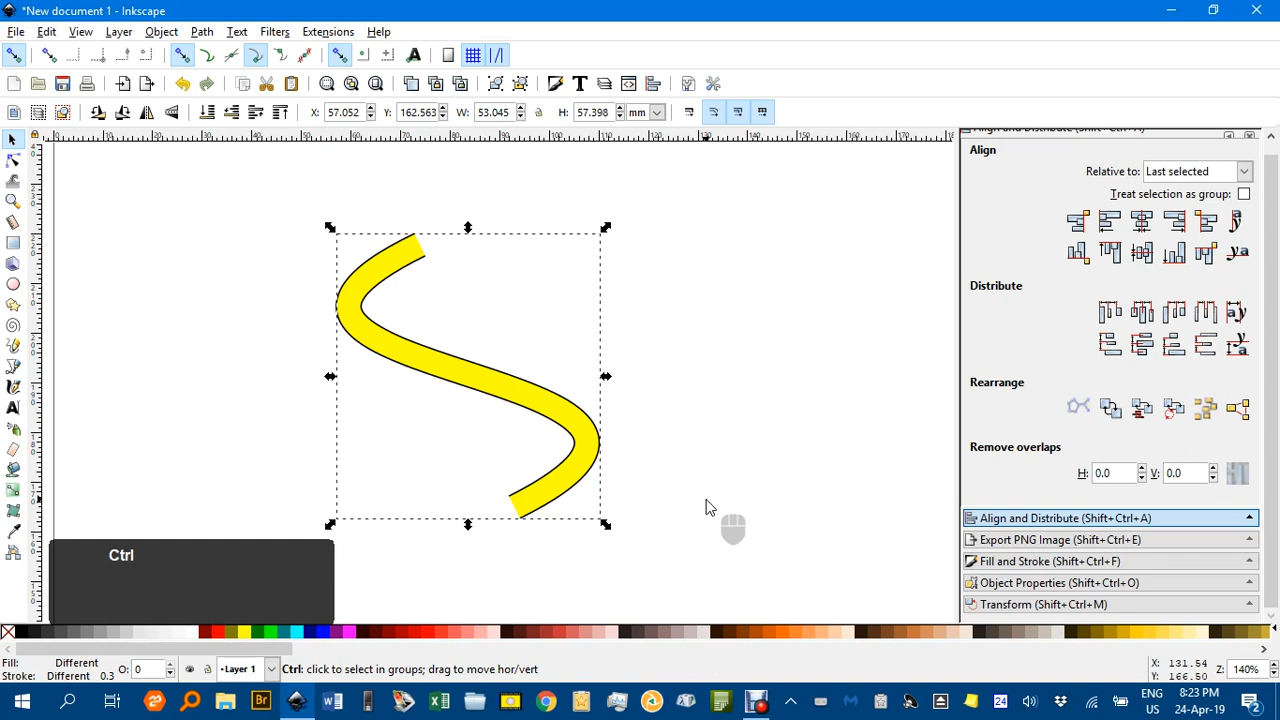 *New document 1 - Inkscape
File Edit View Layer Object Path Text Filters Extensions Help
X: 57.052 Y: 162.563 W: 53.045 H: 57.398 mm
Align and Distribute (Shift+Ctrl+A)
Align
Relative to: Last selected
Treat selection as group:
Distribute
Rearrange
Remove overlaps
H: 0.0 V: 0.0
Align and Distribute (Shift+Ctrl+A)
Export PNG Image (Shift+Ctrl+E)
Fill and Stroke (Shift+Ctrl+F)
Object Properties (Shift+Ctrl+O)
Transform (Shift+Ctrl+M)
Ctrl
Fill: Different
Stroke: Different 0.3
O: 0
Layer 1
Ctrl: click to select in groups; drag to move hor/vert
X: 131.54
Y: 166.50
Z: 140%
ENG
US
8:23 PM
24-Apr-19